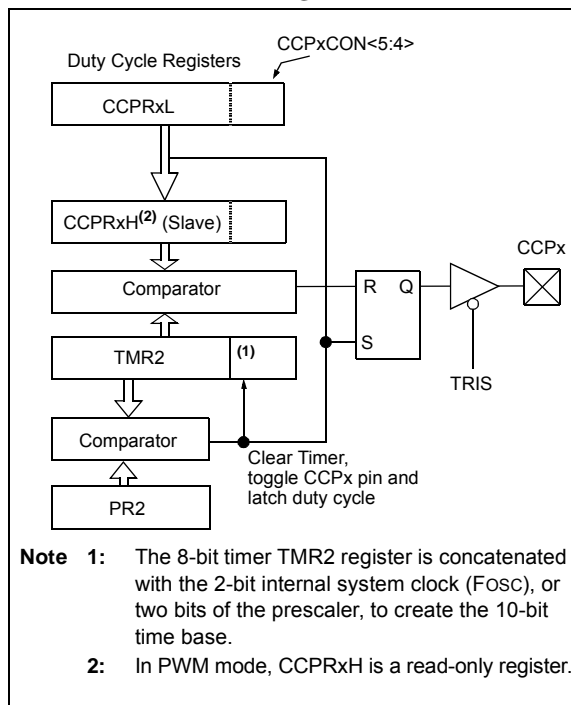 CCPxCON<5:4>
Duty Cycle Registers
CCPRxL
CCPRxH(2) (Slave)
CCPx
Comparator
R Q
TMR2 (1)
S
TRIS
Comparator
Clear Timer,
toggle CCPx pin and
latch duty cycle
PR2
Note 1: The 8-bit timer TMR2 register is concatenated
with the 2-bit internal system clock (FOSC), or
two bits of the prescaler, to create the 10-bit
time base.
2: In PWM mode, CCPRxH is a read-only register.